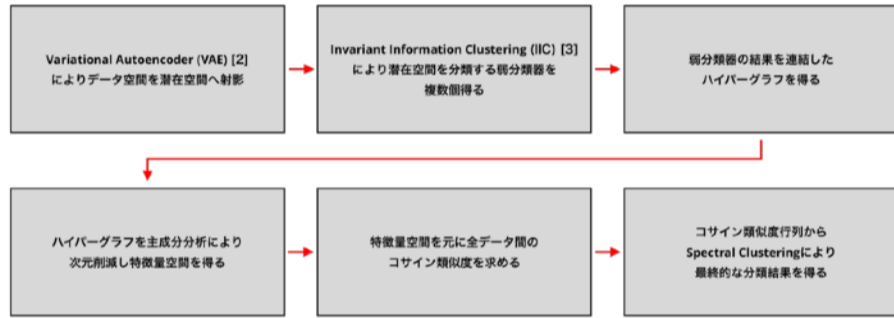 Variational Autoencoder (VAE) [2]
によりデータ空間を潜在空間へ射影
Invariant Information Clustering (IIC) [3]
により潜在空間を分類する弱分類器を
複数個得る
弱分類器の結果を連結した
ハイパーグラフを得る
ハイパーグラフを主成分分析により
次元削減し特徴量空間を得る
特徴量空間を元に全データ間の
コサイン類似度を求める
コサイン類似度行列から
Spectral Clusteringにより
最終的な分類結果を得る